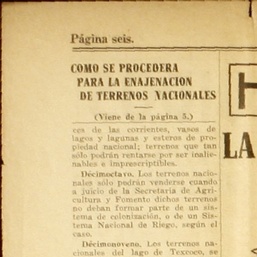 Página seis.
COMO SE PROCEDERA
PARA LA ENAJENACION
DE TERRENOS NACIONALES
(Viene de la página 5.)
ces de las corrientes, vasos de
lagos y lagunas y esteros de pro-
piedad nacional; terrenos que tan
sólo podrán rentarse por ser inalie-
nables e imprescriptibles.
Décimoctavo. Los terrenos nacio-
nales sólo podrán venderse cuando
a juicio de la Secretaría de Agri-
cultura y Fomento dichos terrenos
no deban formar parte de un sis-
tema de colonización, o de un Sis-
tema Nacional de Riego, según el
caso.
Décimonoveno. Los terrenos na-
cionales del lago de Texcoco, se
H
LA